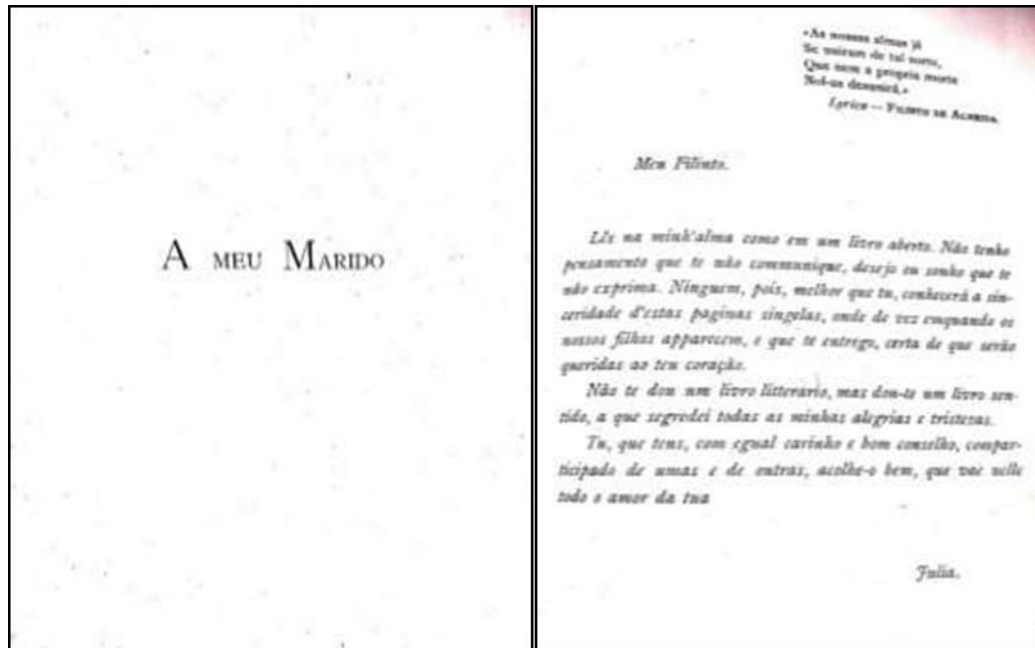 A MEU MARIDO
«As nossas almas já
Se uniram de tal sorte,
Que nem a propria morte
Nol-as desunirá.»
Lyrica — FILINTO DE ALMEIDA.
Meu Filinto.
Lês na minh'alma como em um livro aberto. Não tenho
pensamento que te não communique, desejo ou sonho que te
não exprima. Ninguem, pois, melhor que tu, conhecerá a sin-
ceridade d'estas paginas singelas, onde de vez emquando os
nossos filhos apparecem, e que te entrego, certa de que serão
queridas ao teu coração.
Não te dou um livro litterario, mas dou-te um livro sen-
tido, a que segredei todas as minhas alegrias e tristezas.
Tu, que tens, com egual carinho e bom conselho, compar-
ticipado de umas e de outras, acolhe-o bem, que vae nelle
todo o amor da tua
Julia.